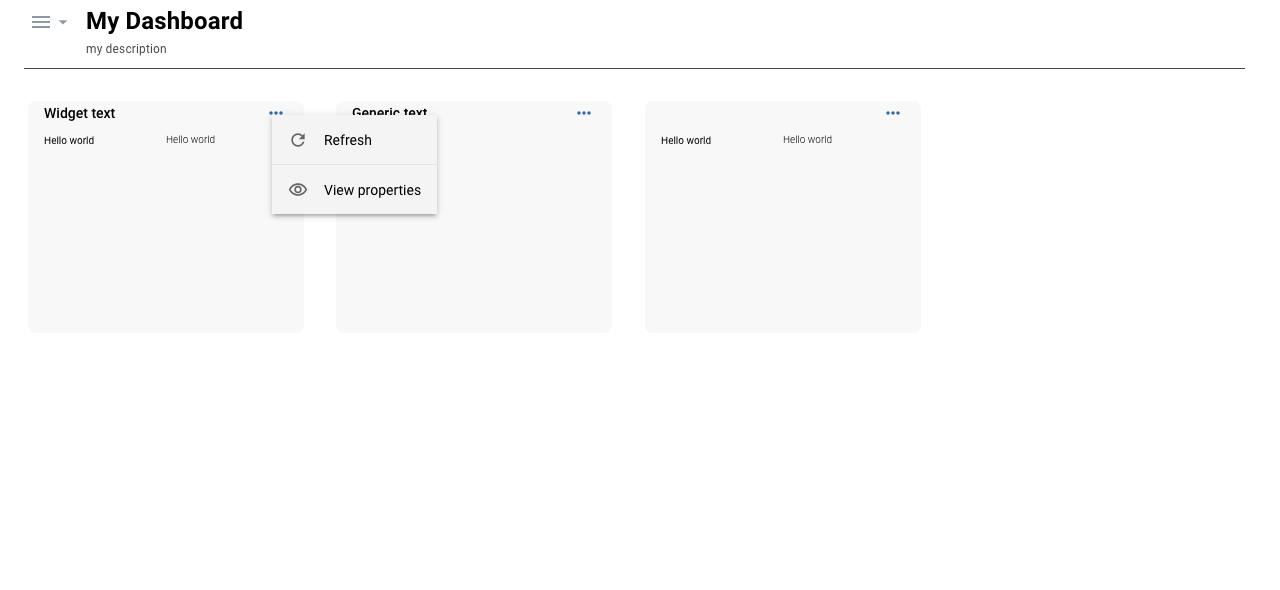 My Dashboard
my description
Widget text
Generic text
Hello world
Hello world
Refresh
View properties
Hello world
Hello world